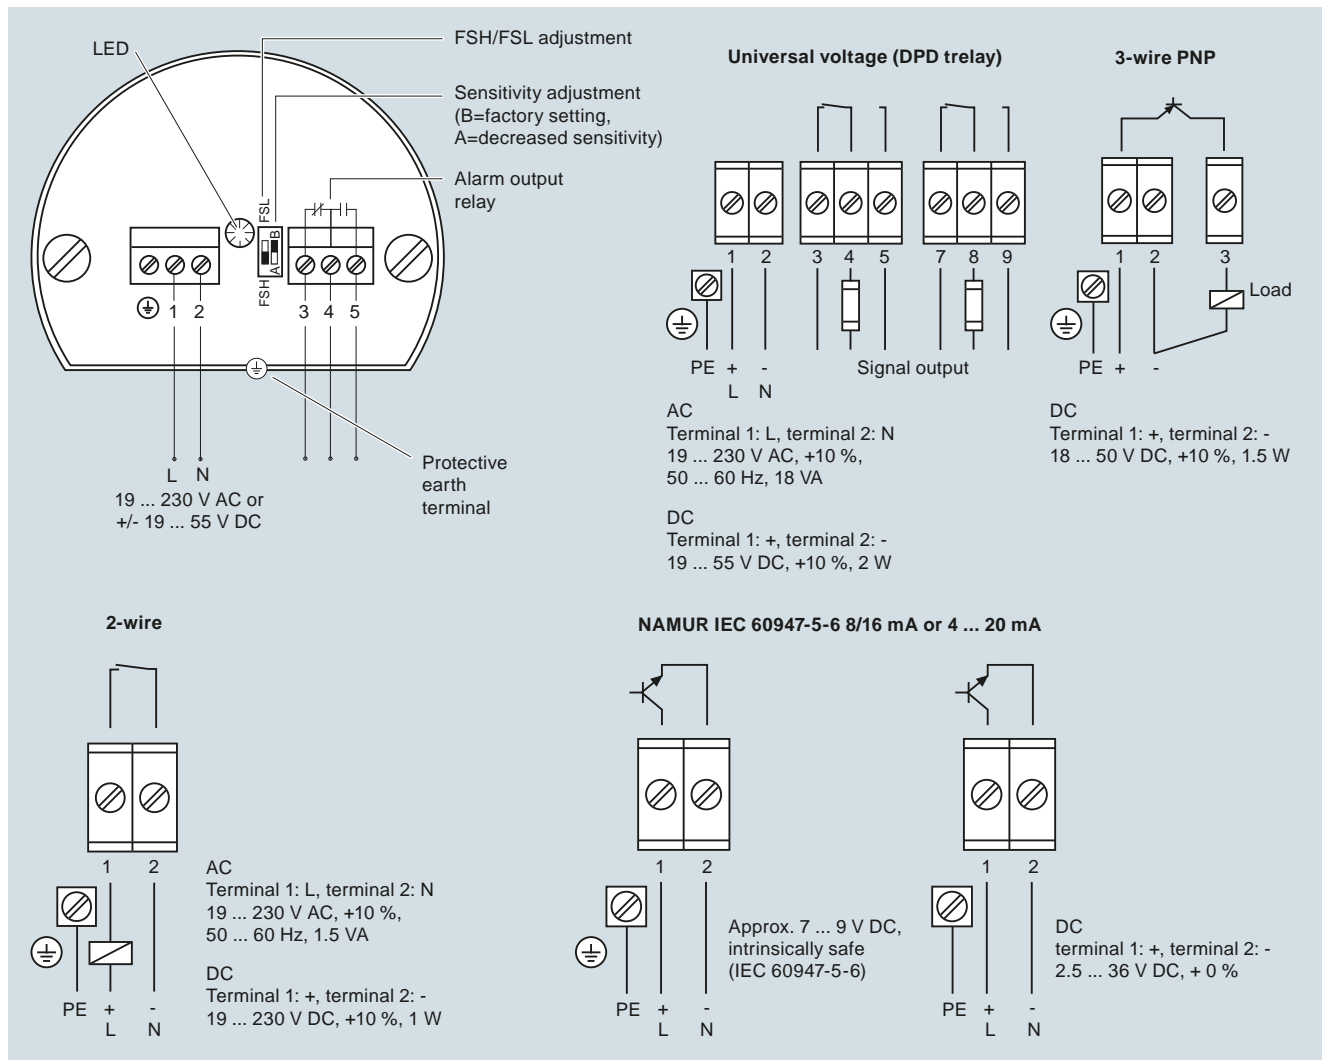 LED
FSH/FSL adjustment
Sensitivity adjustment
(B=factory setting,
A=decreased sensitivity)
Alarm output
relay
FSL
B
A
FSH
1 2
3 4 5
L N
19 ... 230 V AC or
+/- 19 ... 55 V DC
Protective
earth
terminal
Universal voltage (DPD trelay)
1 2 3 4 5 7 8 9
PE + -
L N
Signal output
AC
Terminal 1: L, terminal 2: N
19 ... 230 V AC, +10 %,
50 ... 60 Hz, 18 VA
DC
Terminal 1: +, terminal 2: -
19 ... 55 V DC, +10 %, 2 W
3-wire PNP
1 2 3
Load
PE + -
DC
Terminal 1: +, terminal 2: -
18 ... 50 V DC, +10 %, 1.5 W
2-wire
1 2
PE + -
L N
AC
Terminal 1: L, terminal 2: N
19 ... 230 V AC, +10 %,
50 ... 60 Hz, 1.5 VA
DC
Terminal 1: +, terminal 2: -
19 ... 230 V DC, +10 %, 1 W
NAMUR IEC 60947-5-6 8/16 mA or 4 ... 20 mA
1 2
PE + -
L N
Approx. 7 ... 9 V DC,
intrinsically safe
(IEC 60947-5-6)
1 2
PE + -
L N
DC
terminal 1: +, terminal 2: -
2.5 ... 36 V DC, + 0 %